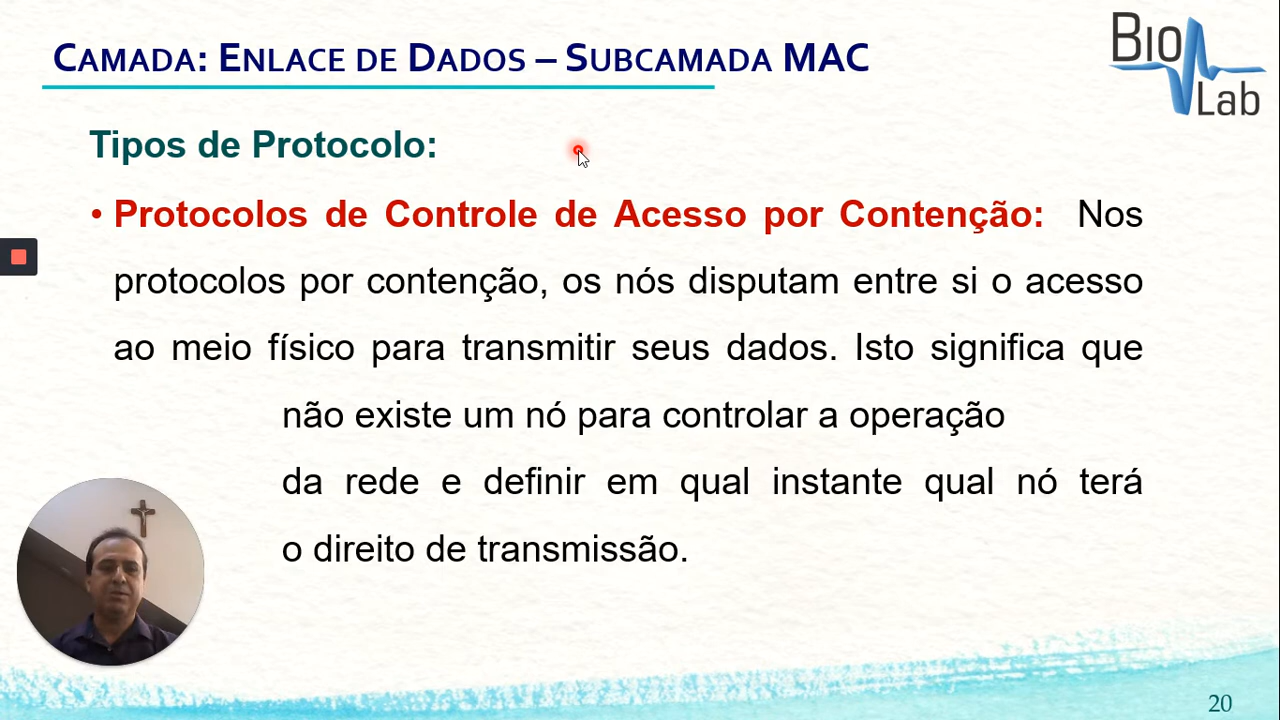 CAMADA: ENLACE DE DADOS – SUBCAMADA MAC
Bio
Lab
Tipos de Protocolo:
• Protocolos de Controle de Acesso por Contenção: Nos
protocolos por contenção, os nós disputam entre si o acesso
ao meio físico para transmitir seus dados. Isto significa que
não existe um nó para controlar a operação
da rede e definir em qual instante qual nó terá
o direito de transmissão.
20